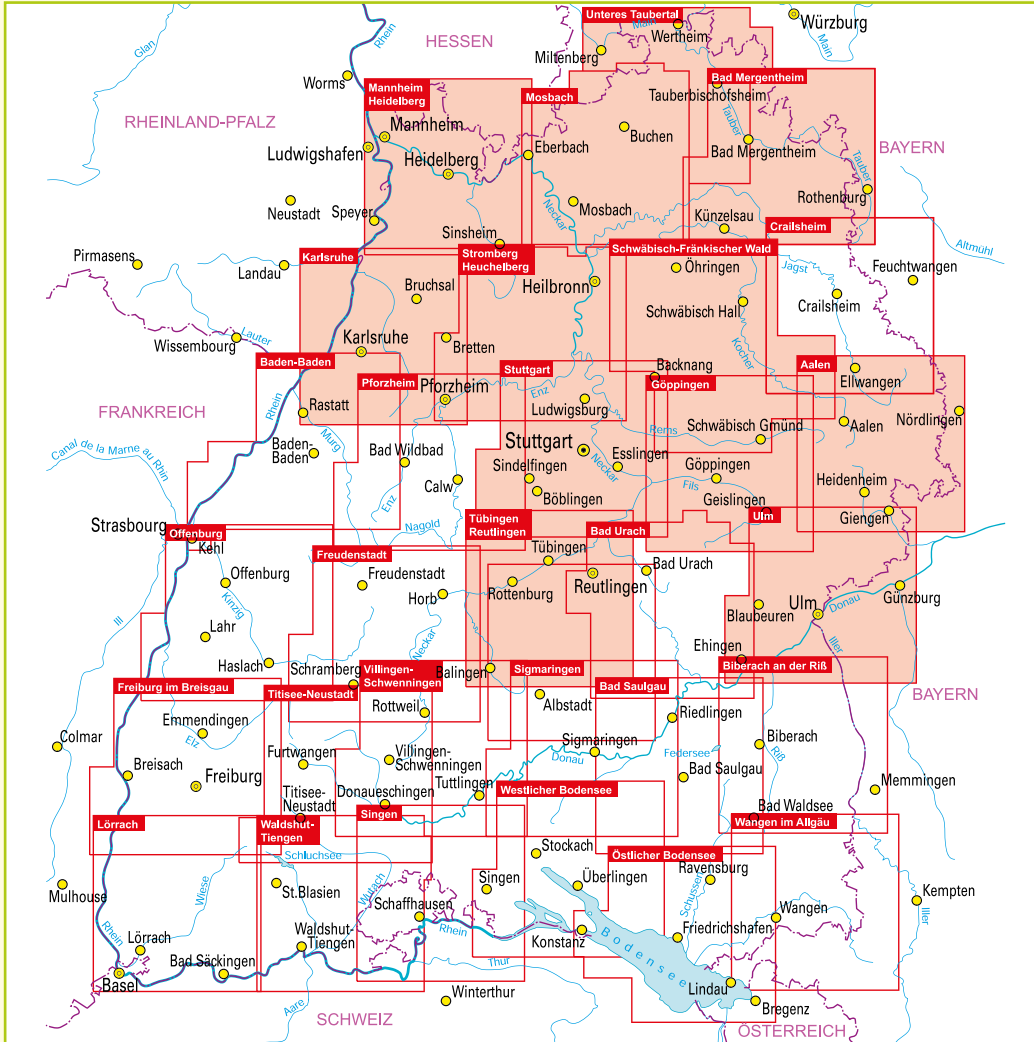 Unteres Taubertal
Würzburg
Main
Wertheim
Main
Rhein
HESSEN
Glan
Miltenberg
Worms
Bad Mergentheim
Mannheim
Heidelberg
Mosbach
Tauberbischofsheim
RHEINLAND-PFALZ
Mannheim
Buchen
Tauber
BAYERN
Ludwigshafen
Heidelberg
Eberbach
Bad Mergentheim
Tauber
Neckar
Rothenburg
Neustadt
Speyer
Mosbach
Künzelsau
Crailsheim
Sinsheim
Schwäbisch-Fränkischer Wald
Altmühl
Pirmasens
Landau
Karlsruhe
Stromberg
Heuchelberg
Öhringen
Jagst
Feuchtwangen
Bruchsal
Heilbronn
Schwäbisch Hall
Crailsheim
Lauter
Wissembourg
Karlsruhe
Bretten
Kocher
Baden-Baden
Stuttgart
Backnang
Aalen
Pforzheim
Pforzheim
Enz
Göppingen
Ellwangen
FRANKREICH
Rhein
Rastatt
Ludwigsburg
Nördlingen
Murg
Rems
Schwäbisch Gmünd
Aalen
Canal de la Marne au Rhin
Baden-
Baden
Bad Wildbad
Stuttgart
Esslingen
Sindelfingen
Neckar
Göppingen
Heidenheim
Calw
Fils
Enz
Böblingen
Geislingen
Giengen
Strasbourg
Nagold
Tübingen
Reutlingen
Bad Urach
Ulm
Offenburg
Kehl
Freudenstadt
Tübingen
Bad Urach
Offenburg
Freudenstadt
Rottenburg
Reutlingen
Günzburg
Kinzig
Horb
Blaubeuren
Ulm
Donau
Ill
Lahr
Neckar
Iller
Haslach
Ehingen
Schramberg
Villingen-
Schwenningen
Balingen
Sigmaringen
Biberach an der Riß
Freiburg im Breisgau
Titisee-Neustadt
Bad Saulgau
BAYERN
Rottweil
Albstadt
Emmendingen
Riedlingen
Colmar
Elz
Furtwangen
Villingen-
Schwenningen
Sigmaringen
Donau
Federsee
Biberach
Riß
Breisach
Freiburg
Tuttlingen
Bad Saulgau
Memmingen
Titisee-
Neustadt
Donaueschingen
Westlicher Bodensee
Bad Waldsee
Lörrach
Waldshut-
Tiengen
Singen
Wangen im Allgäu
Schluchsee
Stockach
Östlicher Bodensee
Mulhouse
Wiese
St.Blasien
Wutach
Singen
Überlingen
Ravensburg
Kempten
Schaffhausen
Schussen
Wangen
Iller
Rhein
Lörrach
Waldshut-
Tiengen
Rhein
Konstanz
Bodensee
Friedrichshafen
Basel
Bad Säckingen
Thur
Lindau
Aare
Winterthur
Bregenz
SCHWEIZ
ÖSTERREICH